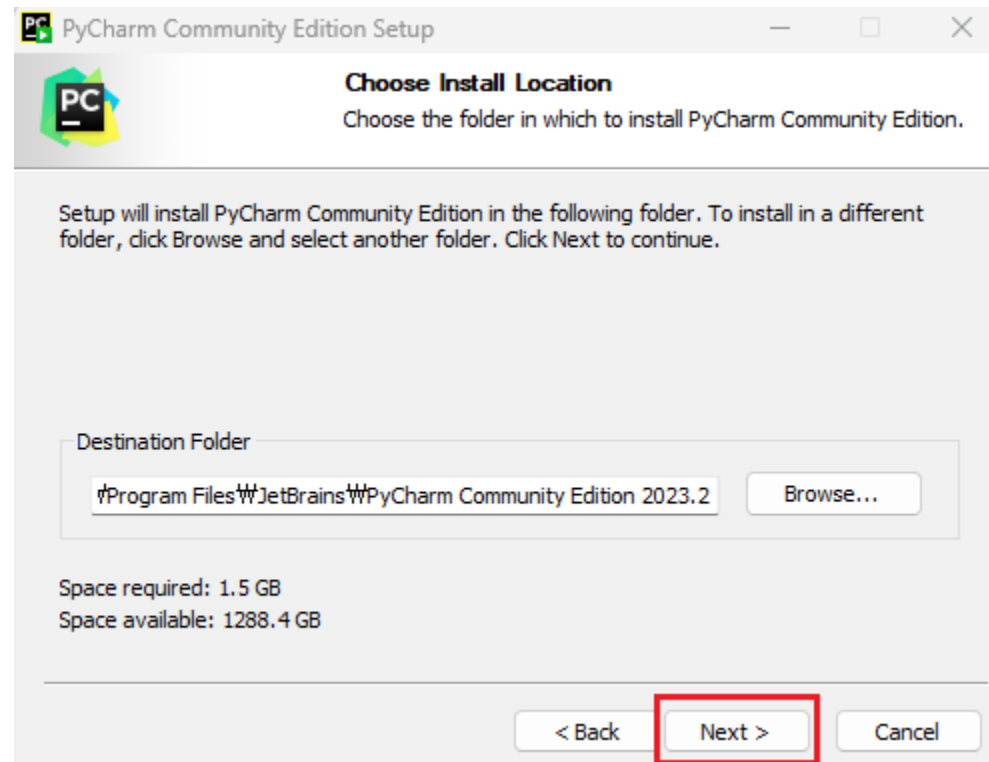 PC PyCharm Community Edition Setup
PC
Choose Install Location
Choose the folder in which to install PyCharm Community Edition.
Setup will install PyCharm Community Edition in the following folder. To install in a different
folder, click Browse and select another folder. Click Next to continue.
Destination Folder
₩Program Files₩JetBrains₩PyCharm Community Edition 2023.2
Browse...
Space required: 1.5 GB
Space available: 1288.4 GB
< Back
Next >
Cancel